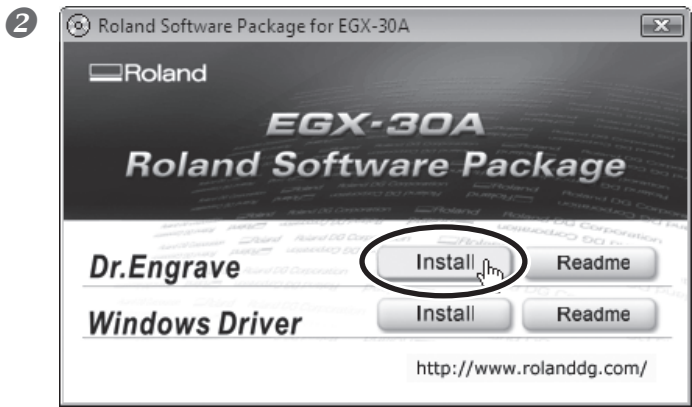 2
Roland Software Package for EGX-30A
Roland
EGX-30A
Roland Software Package
Dr.Engrave
Install
Readme
Windows Driver
Install
Readme
http://www.rolanddg.com/